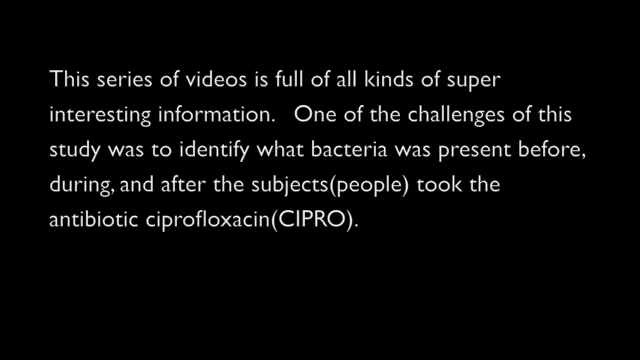 This series of videos is full of all kinds of super
interesting information.   One of the challenges of this
study was to identify what bacteria was present before,
during, and after the subjects(people) took the
antibiotic ciprofloxacin(CIPRO).